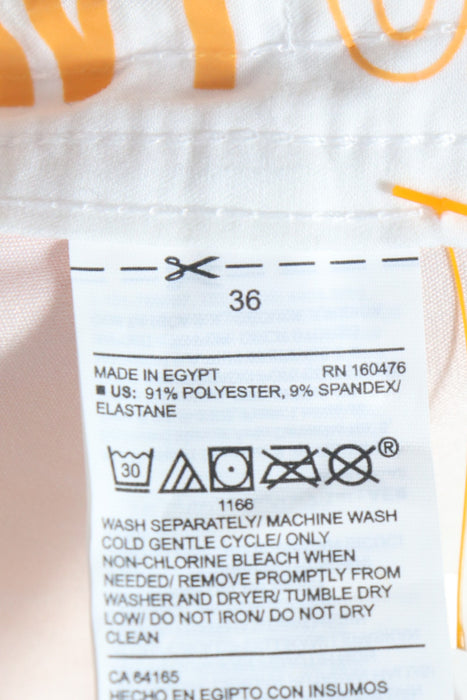 36
MADE IN EGYPT RN 160476
■ US: 91% POLYESTER, 9% SPANDEX/
ELASTANE
30
®
1166
WASH SEPARATELY/ MACHINE WASH
COLD GENTLE CYCLE/ ONLY
NON-CHLORINE BLEACH WHEN
NEEDED/ REMOVE PROMPTLY FROM
WASHER AND DRYER/ TUMBLE DRY
LOW/ DO NOT IRON/ DO NOT DRY
CLEAN
CA 64165
HECHO EN EGIPTO CON INSUMOS